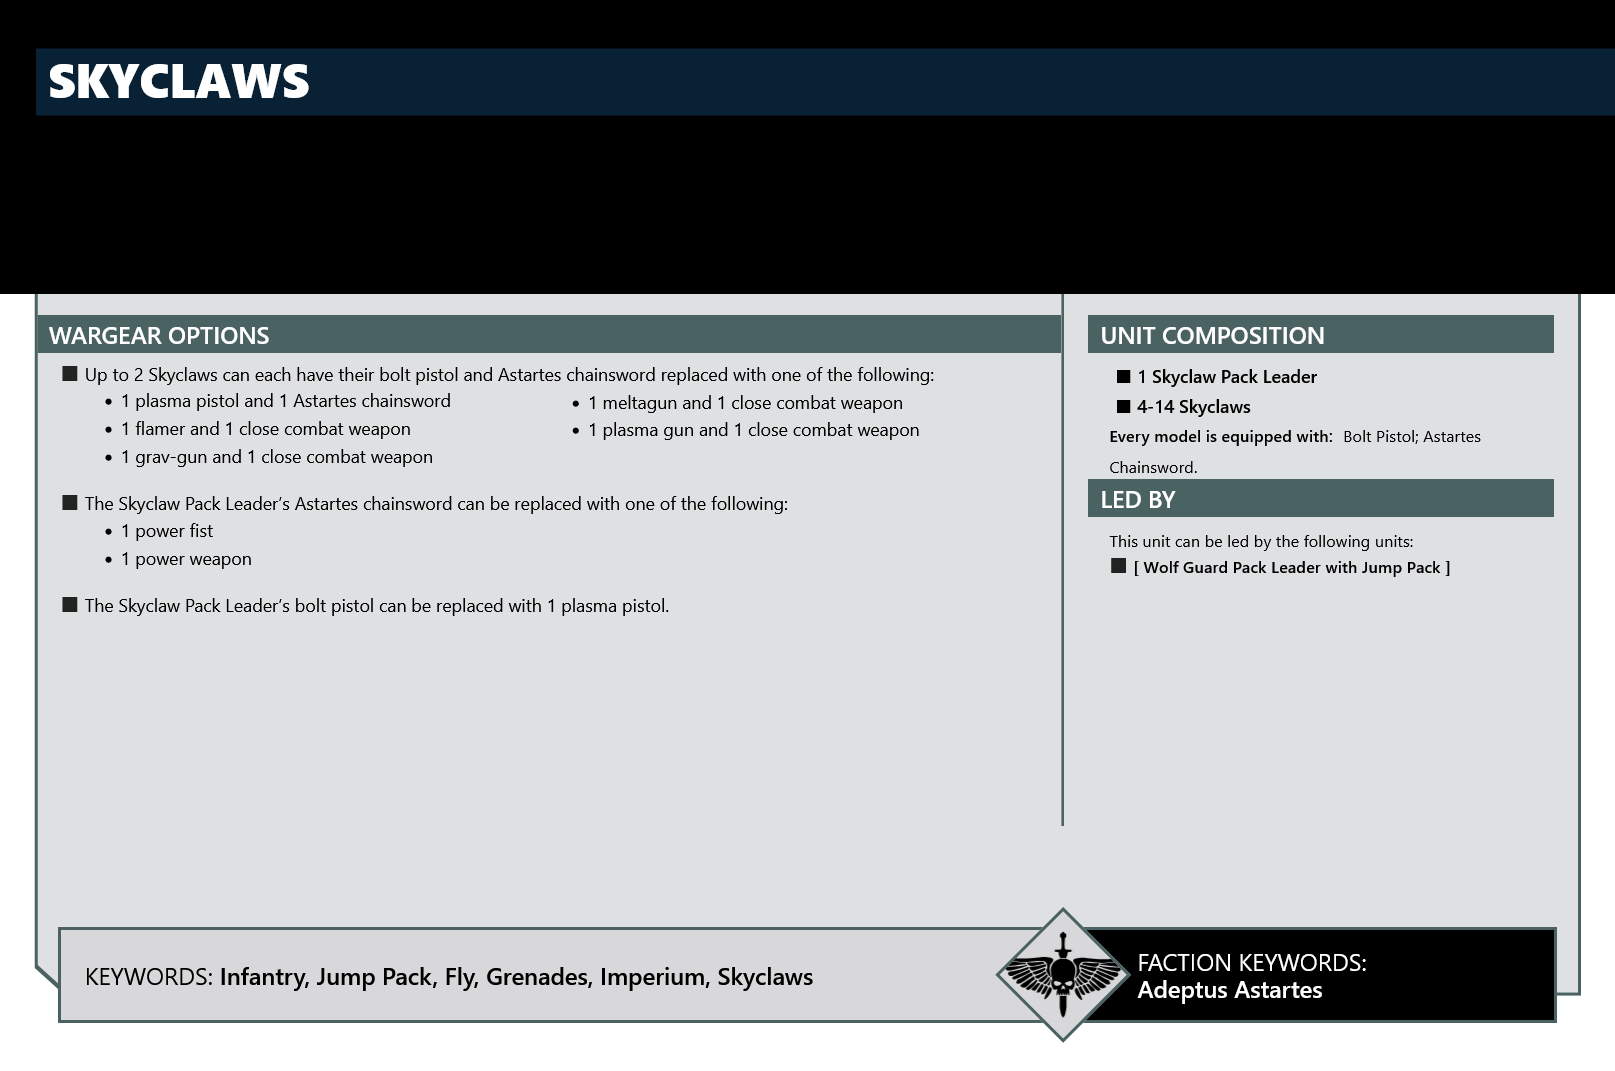 SKYCLAWS
WARGEAR OPTIONS
■ Up to 2 Skyclaws can each have their bolt pistol and Astartes chainsword replaced with one of the following:
• 1 plasma pistol and 1 Astartes chainsword
• 1 flamer and 1 close combat weapon
• 1 grav-gun and 1 close combat weapon
• 1 meltagun and 1 close combat weapon
• 1 plasma gun and 1 close combat weapon
■ The Skyclaw Pack Leader’s Astartes chainsword can be replaced with one of the following:
• 1 power fist
• 1 power weapon
■ The Skyclaw Pack Leader’s bolt pistol can be replaced with 1 plasma pistol.
UNIT COMPOSITION
■ 1 Skyclaw Pack Leader
■ 4-14 Skyclaws
Every model is equipped with: Bolt Pistol; Astartes
Chainsword.
LED BY
This unit can be led by the following units:
■ [ Wolf Guard Pack Leader with Jump Pack ]
KEYWORDS: Infantry, Jump Pack, Fly, Grenades, Imperium, Skyclaws
FACTION KEYWORDS:
Adeptus Astartes